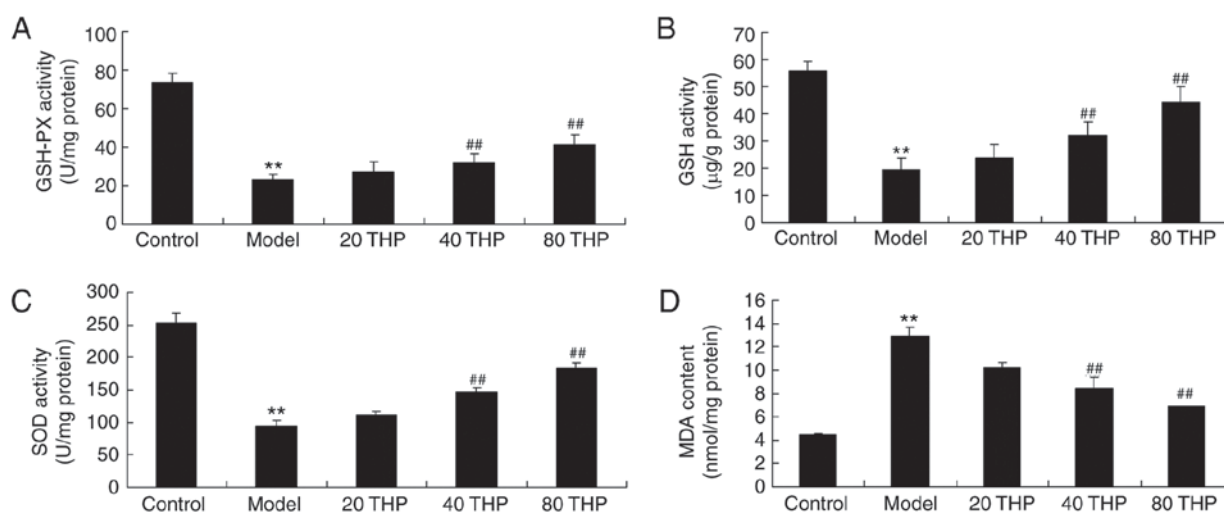 A
GSH-PX activity
(U/mg protein)
100
80
60
40
20
0
**
##
##
Control Model 20 THP 40 THP 80 THP
B
GSH activity
(µg/g protein)
70
60
50
40
30
20
10
0
**
##
##
Control Model 20 THP 40 THP 80 THP
C
SOD activity
(U/mg protein)
300
250
200
150
100
50
0
**
##
##
Control Model 20 THP 40 THP 80 THP
D
MDA content
(nmol/mg protein)
16
14
12
10
8
6
4
2
0
**
##
##
Control Model 20 THP 40 THP 80 THP